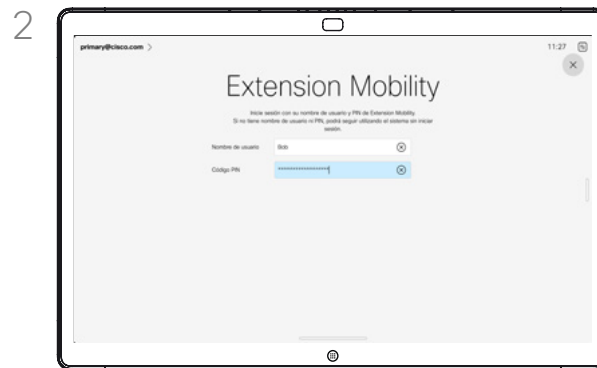 2
primary@cisco.com
11:27
Extension Mobility
Inicie sesión con su nombre de usuario y PIN de Extension Mobility.
Si no tiene nombre de usuario ni PIN, podrá seguir utilizando el sistema sin iniciar
sesión.
Nombre de usuario Bob
Código PIN ******************